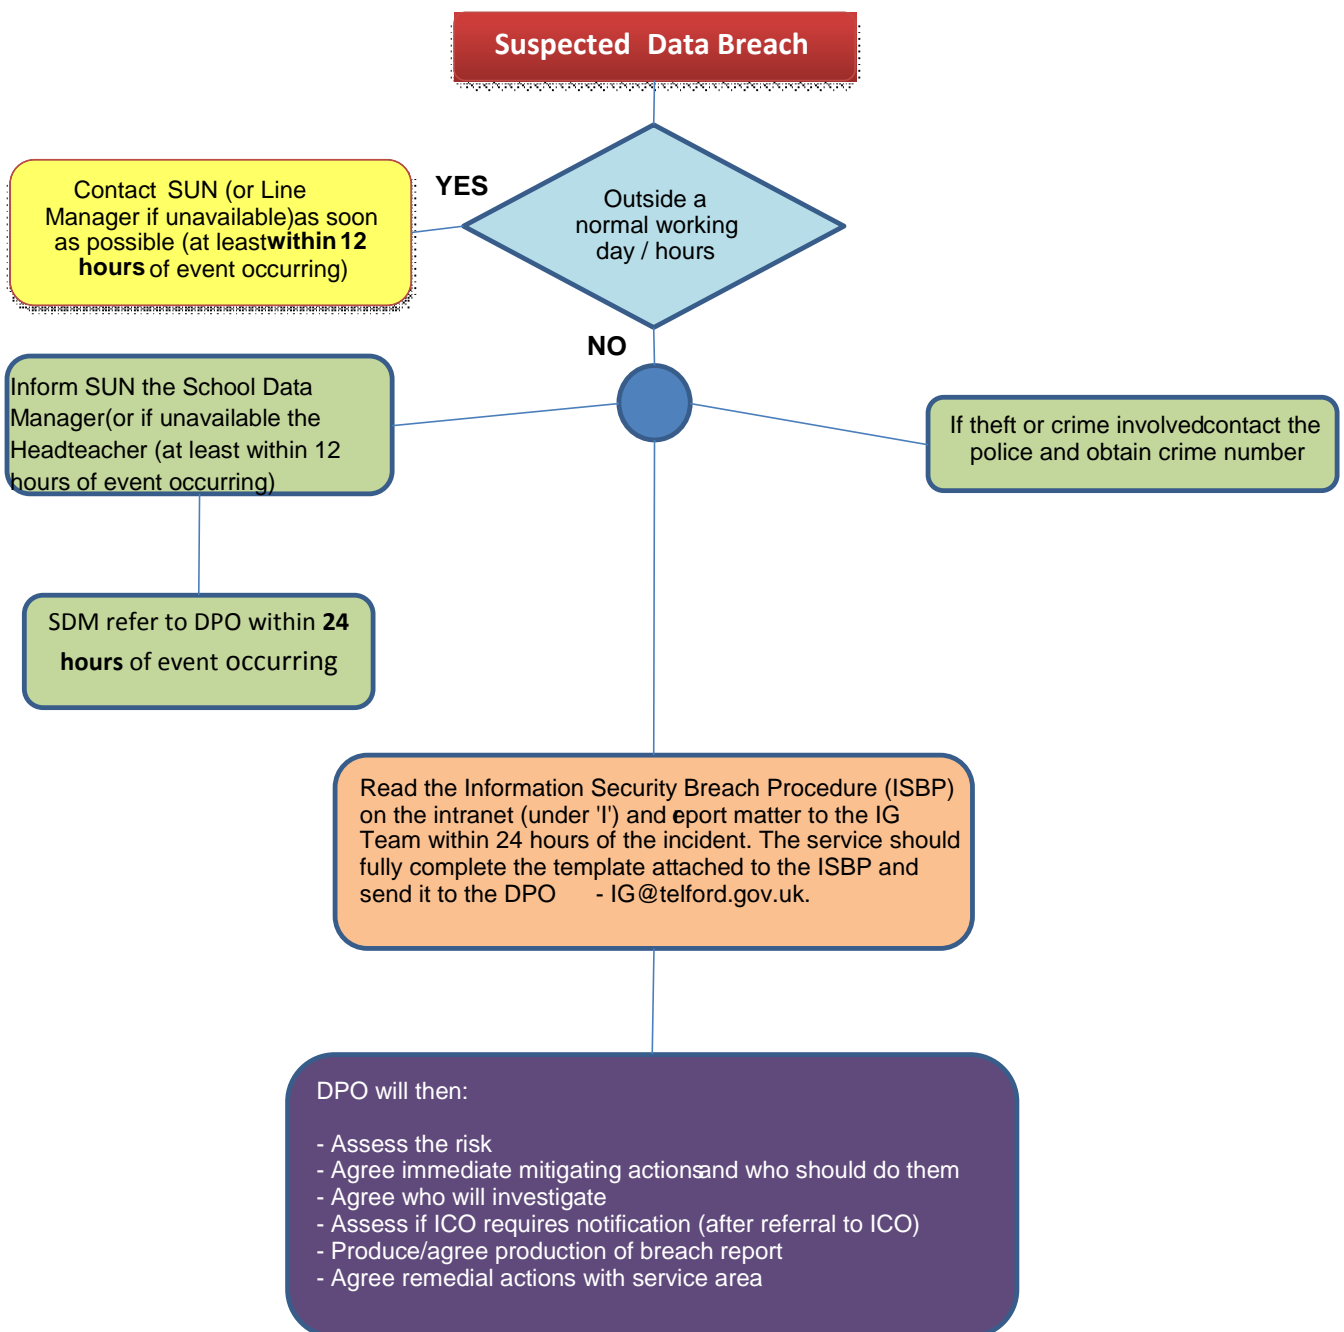 Suspected Data Breach
Outside a
normal working
day / hours
YES
Contact SUN (or Line
Manager if unavailable)as soon
as possible (at leastwithin 12
hours of event occurring)
NO
Inform SUN the School Data
Manager(or if unavailable the
Headteacher (at least within 12
hours of event occurring)
If theft or crime involvedcontact the
police and obtain crime number
SDM refer to DPO within 24
hours of event occurring
Read the Information Security Breach Procedure (ISBP)
on the intranet (under 'I') and report matter to the IG
Team within 24 hours of the incident. The service should
fully complete the template attached to the ISBP and
send it to the DPO - IG@telford.gov.uk.
DPO will then:
- Assess the risk
- Agree immediate mitigating actions and who should do them
- Agree who will investigate
- Assess if ICO requires notification (after referral to ICO)
- Produce/agree production of breach report
- Agree remedial actions with service area